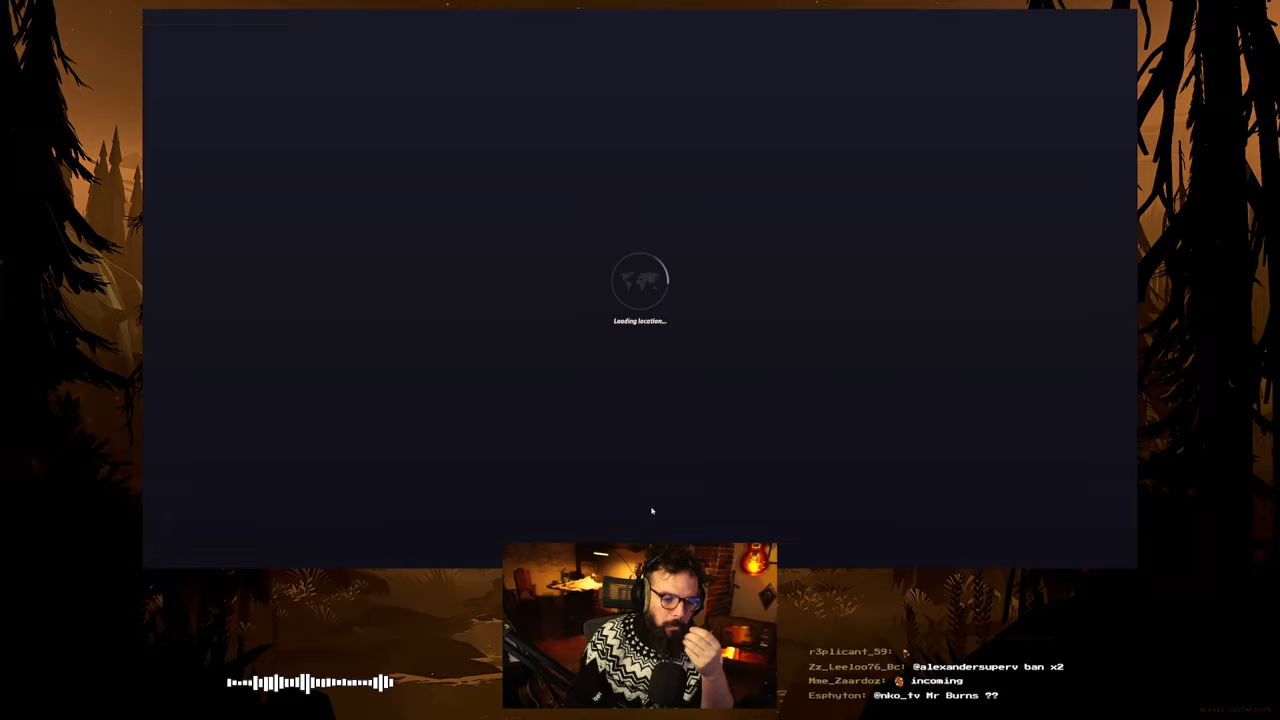 Loading location...
r3plicant_59:
Zz_Leeloo76_Bc: @alexandersuperv ban x2
Mme_Zaardoz: incoming
Esphyton: @nko_tv Mr Burns ??